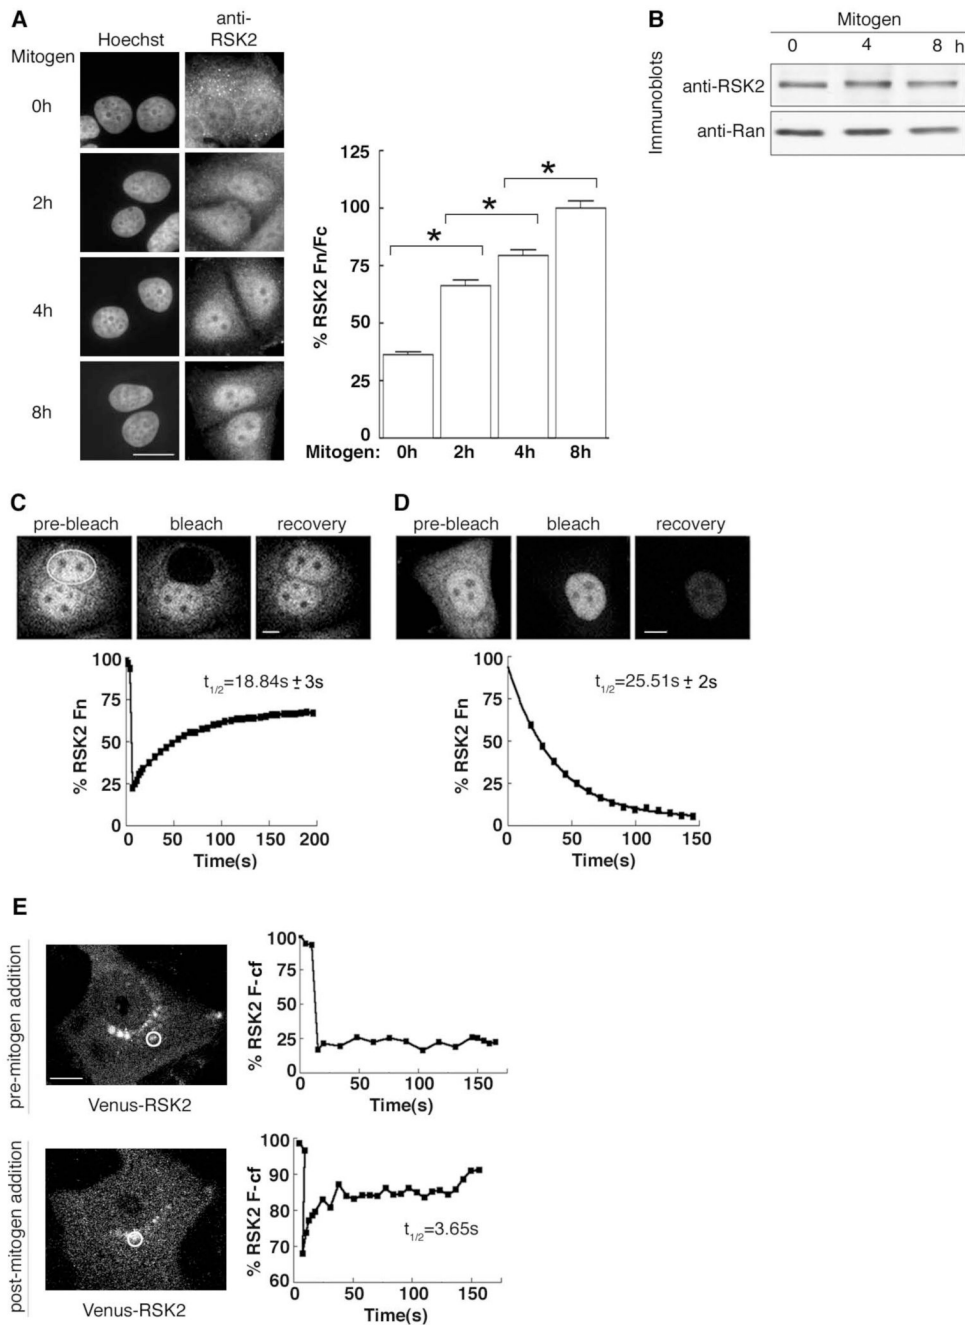 A
Hoechst
anti-
RSK2
Mitogen
0h
2h
4h
8h
% RSK2 Fn/Fc
125
100
75
50
25
0
*
*
*
Mitogen: 0h 2h 4h 8h
B
Mitogen
0 4 8 h
Immunoblots
anti-RSK2
anti-Ran
C
pre-bleach bleach recovery
% RSK2 Fn
100
75
50
25
0
t1/2=18.84s ± 3s
0 50 100 150 200
Time(s)
D
pre-bleach bleach recovery
% RSK2 Fn
100
75
50
25
0
t1/2=25.51s ± 2s
0 50 100 150
Time(s)
E
pre-mitogen addition
Venus-RSK2
% RSK2 F-cf
100
75
50
25
0
0 50 100 150
Time(s)
post-mitogen addition
Venus-RSK2
% RSK2 F-cf
100
90
80
70
60
t1/2=3.65s
0 50 100 150
Time(s)